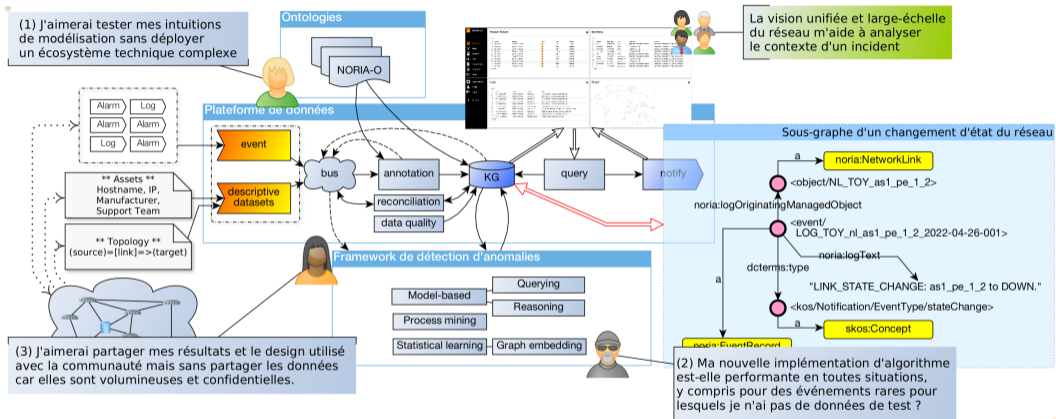 (1) J'aimerai tester mes intuitions
de modélisation sans déployer
un écosystème technique complexe
Ontologies
NORIA-O
La vision unifiée et large-échelle
du réseau m'aide à analyser
le contexte d'un incident
Plateforme de données
Alarm
Log
Alarm
Alarm
Log
Alarm
event
descriptive
datasets
bus
annotation
reconciliation
data quality
KG
query
notify
** Assets **
Hostname, IP,
Manufacturer,
Support Team
** Topology **
(source)=[link]=>(target)
Sous-graphe d'un changement d'état du réseau
a
noria:NetworkLink
<object/NL_TOY_as1_pe_1_2>
noria:logOriginatingManagedObject
<event/
LOG_TOY_nl_as1_pe_1_2_2022-04-26-001>
noria:logText
dcterms:type
a
"LINK_STATE_CHANGE: as1_pe_1_2 to DOWN."
<kos/Notification/EventType/stateChange>
a
skos:Concept
noria:EventRecord
Framework de détection d'anomalies
Model-based
Querying
Reasoning
Process mining
Statistical learning
Graph embedding
(3) J'aimerai partager mes résultats et le design utilisé
avec la communauté mais sans partager les données
car elles sont volumineuses et confidentielles.
(2) Ma nouvelle implémentation d'algorithme
est-elle performante en toutes situations,
y compris pour des événements rares pour
lesquels je n'ai pas de données de test ?